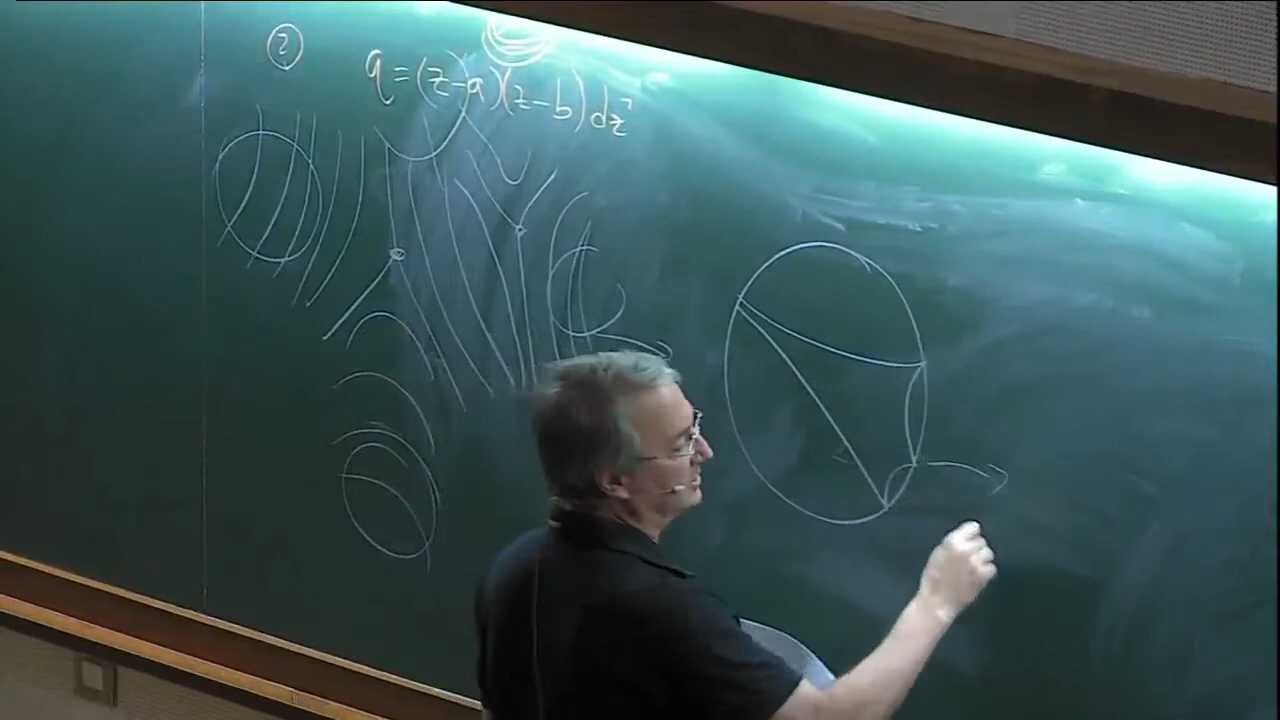 ②
q = (z-a)(z-b) dz²